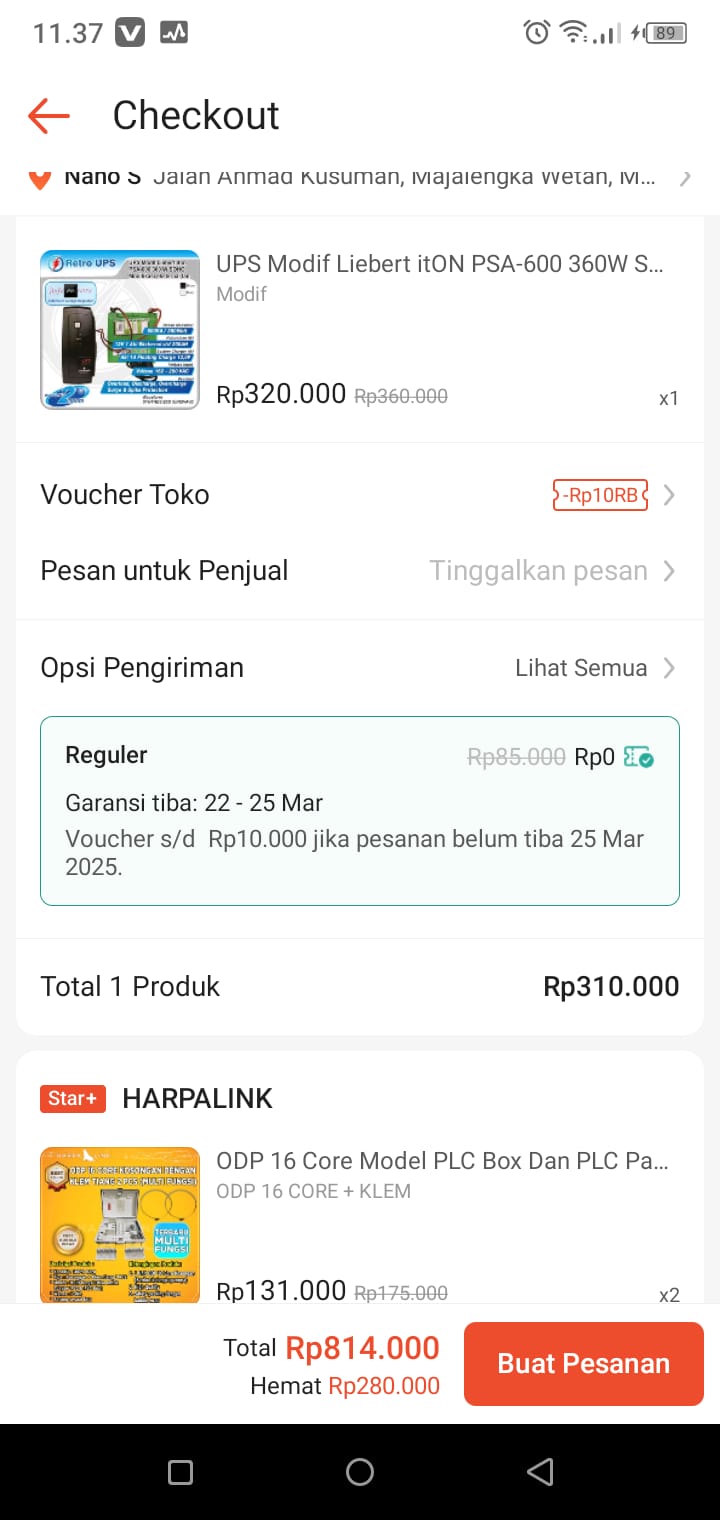 11.37
89
Checkout
Nano S Jalan Ahmad Kusumah, Majalengka Wetan, M...
Retro UPS
UPS Modif Liebert itON PSA-600 360W S...
Modif
Rp320.000 Rp360.000
x1
Voucher Toko
-Rp10RB
Pesan untuk Penjual
Tinggalkan pesan
Opsi Pengiriman
Lihat Semua
Reguler
Rp85.000 Rp0
Garansi tiba: 22 - 25 Mar
Voucher s/d Rp10.000 jika pesanan belum tiba 25 Mar
2025.
Total 1 Produk
Rp310.000
Star+ HARPALINK
ODP 16 CORE KOSONGAN DENGAN
KLEM TIANG 2 PCS (MULTI FUNGSI)
TERBARU
MULTI
FUNGSI
ODP 16 Core Model PLC Box Dan PLC Pa...
ODP 16 CORE + KLEM
Rp131.000 Rp175.000
x2
Total Rp814.000
Hemat Rp280.000
Buat Pesanan